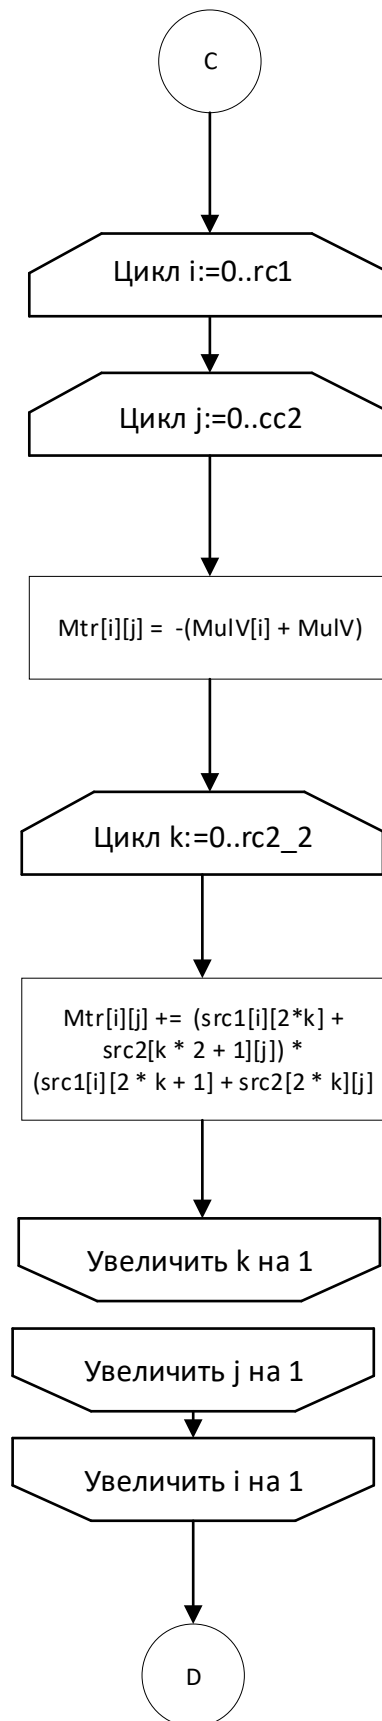 C
Цикл i:=0..rc1
Цикл j:=0..cc2
Mtr[i][j] = -(MulV[i] + MulV)
Цикл k:=0..rc2_2
Mtr[i][j] += (src1[i][2*k] +
src2[k * 2 + 1][j]) *
(src1[i][2 * k + 1] + src2[2 * k][j]
Увеличить k на 1
Увеличить j на 1
Увеличить i на 1
D